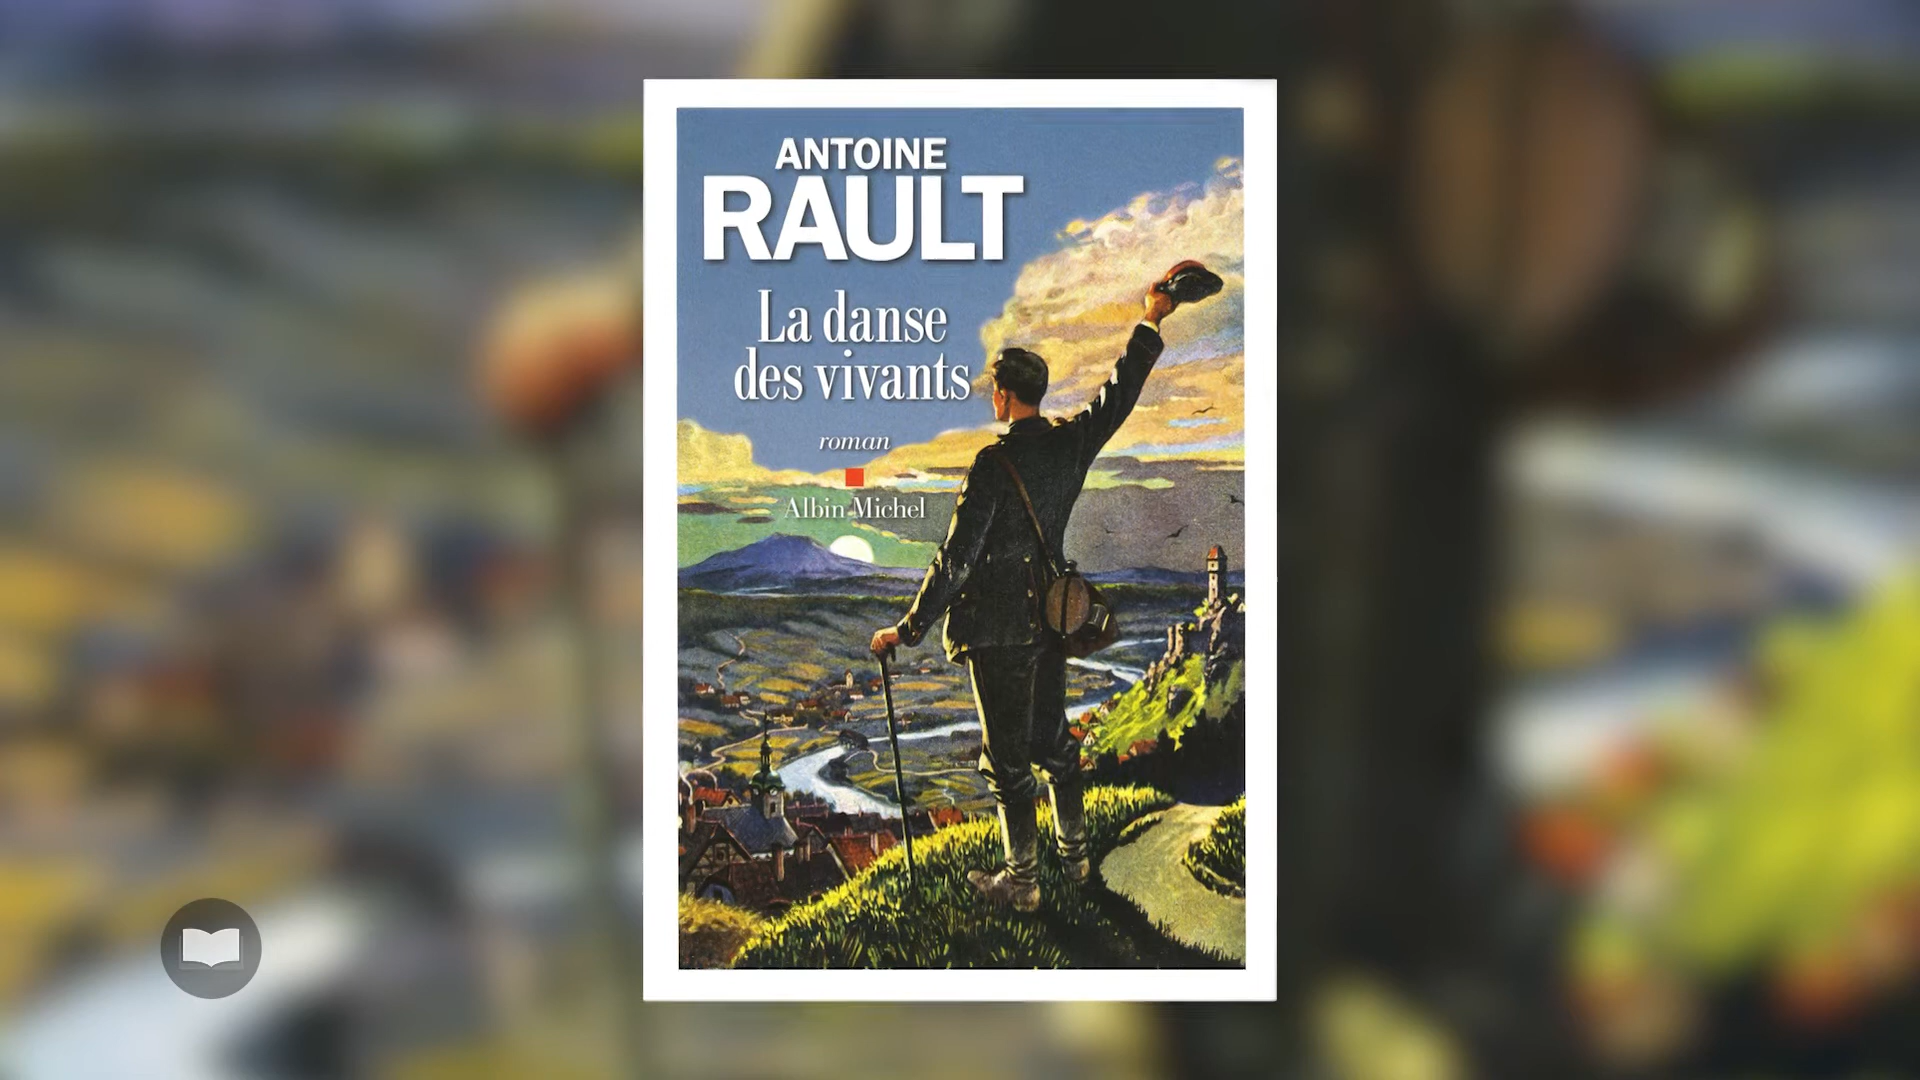 ANTOINE
RAULT
La danse
des vivants
roman
Albin Michel